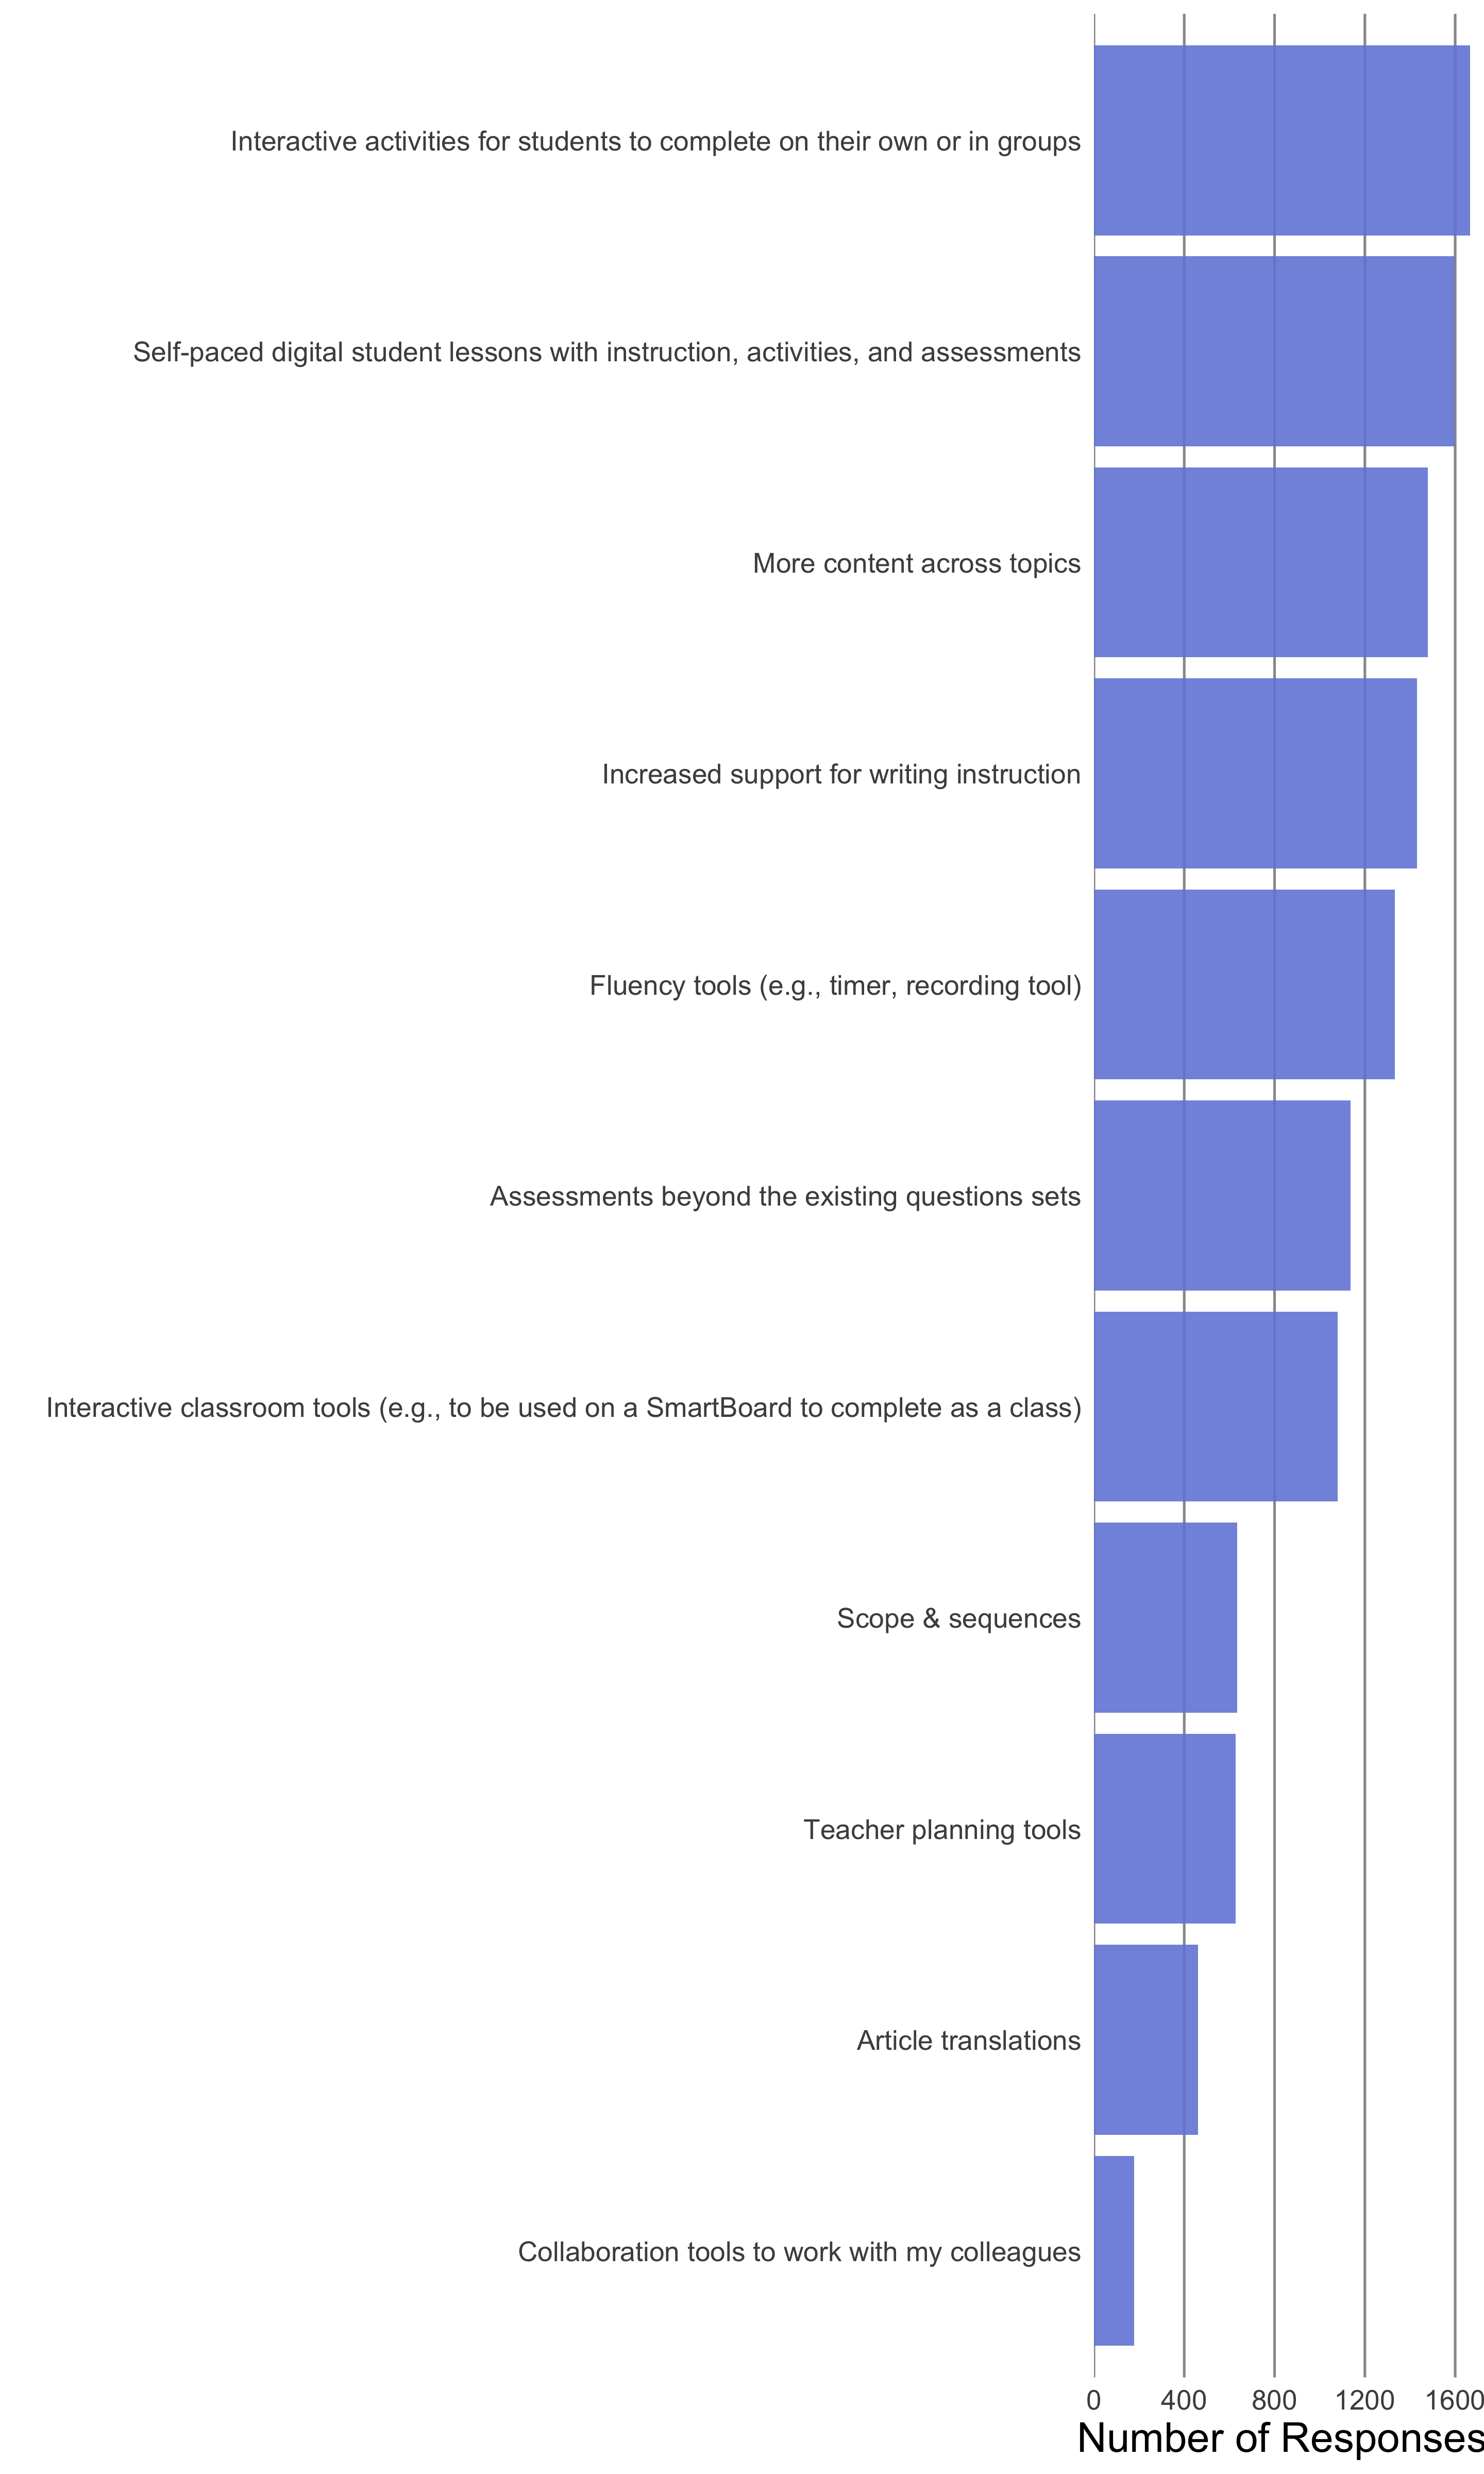 Interactive activities for students to complete on their own or in groups
Self-paced digital student lessons with instruction, activities, and assessments
More content across topics
Increased support for writing instruction
Fluency tools (e.g., timer, recording tool)
Assessments beyond the existing questions sets
Interactive classroom tools (e.g., to be used on a SmartBoard to complete as a class)
Scope & sequences
Teacher planning tools
Article translations
Collaboration tools to work with my colleagues
0 400 800 1200 1600
Number of Responses